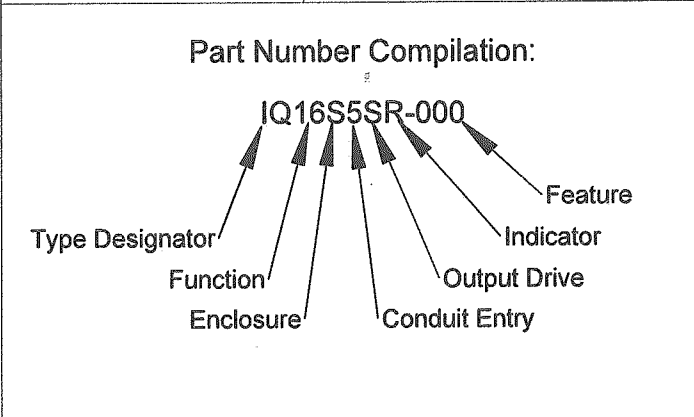 Part Number Compilation:
IQ16S5SR-000
Feature
Type Designator
Indicator
Function
Output Drive
Enclosure
Conduit Entry